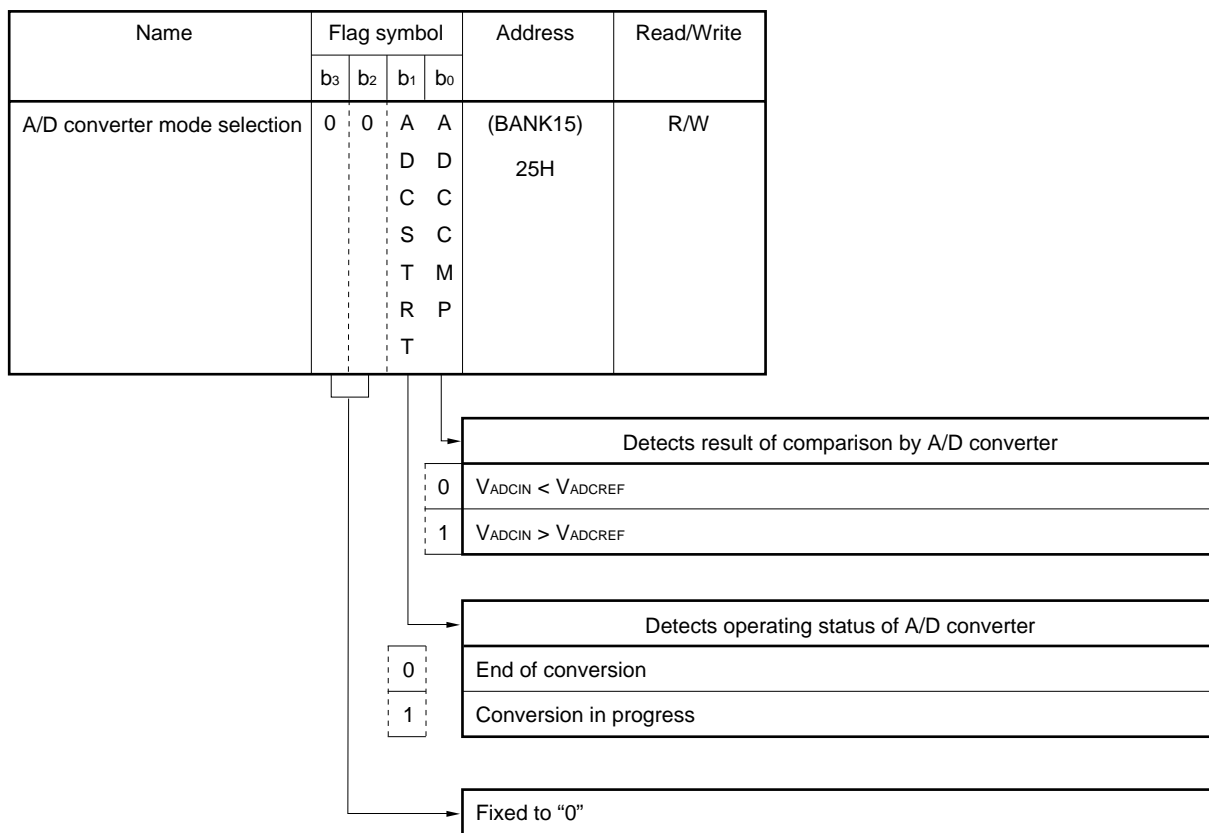 Name Flag symbol Address Read/Write
b3 b2 b1 b0
A/D converter mode selection 0 0 ADCSTRT ADCCMP (BANK15) R/W
25H
Detects result of comparison by A/D converter
0 VADCIN < VADCREF
1 VADCIN > VADCREF
Detects operating status of A/D converter
0 End of conversion
1 Conversion in progress
Fixed to “0”